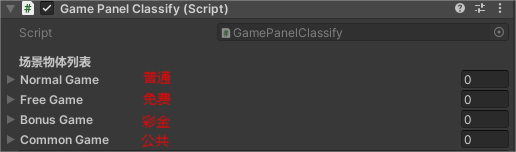 Game Panel Classify (Script)
Script GamePanelClassify
场景物体列表
Normal Game 普通 0
Free Game 免费 0
Bonus Game 彩金 0
Common Game 公共 0